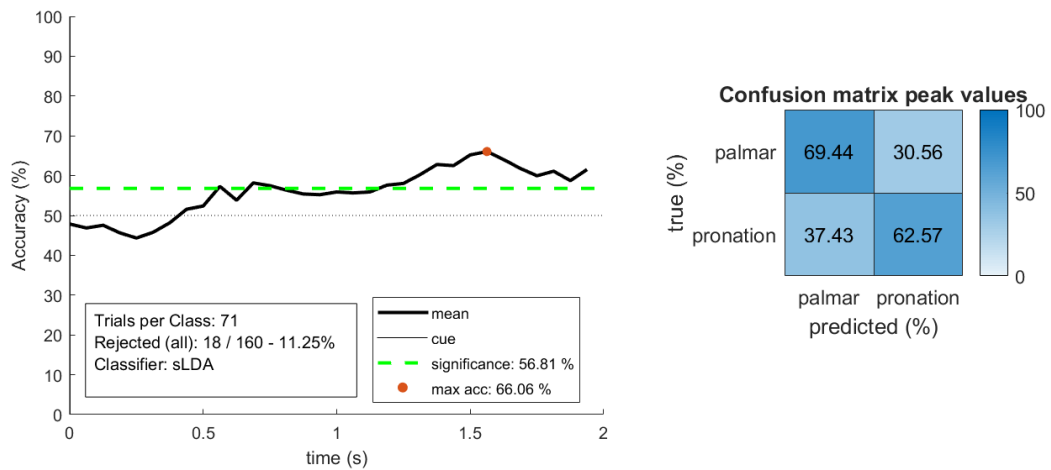 100
90
80
70
60
50
40
30
20
10
0
Accuracy (%)
Trials per Class: 71
Rejected (all): 18 / 160 - 11.25%
Classifier: sLDA
mean
cue
significance: 56.81 %
max acc: 66.06 %
0
0.5
1
1.5
2
time (s)
Confusion matrix peak values
true (%)
palmar
69.44
30.56
pronation
37.43
62.57
palmar
pronation
predicted (%)
100
50
0